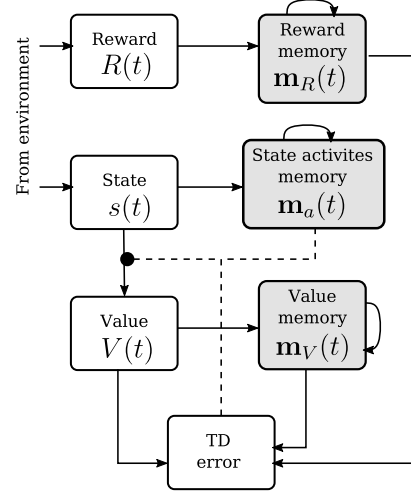 From environment
Reward
R(t)
Reward
memory
𝐦_R(t)
State
s(t)
State activites
memory
𝐦_a(t)
Value
V(t)
Value
memory
𝐦_V(t)
TD
error